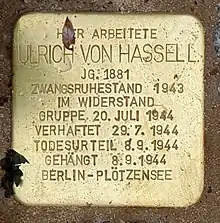 HIER ARBEITETE
ULRICH VON HASSELL
JG. 1881
ZWANGSRUHESTAND 1943
IM WIDERSTAND
GRUPPE, 20. JULI 1944
VERHAFTET 29. 7. 1944
TODESURTEIL 8.9.1944
GEHÄNGT 8.9.1944
BERLIN-PLÖTZENSEE